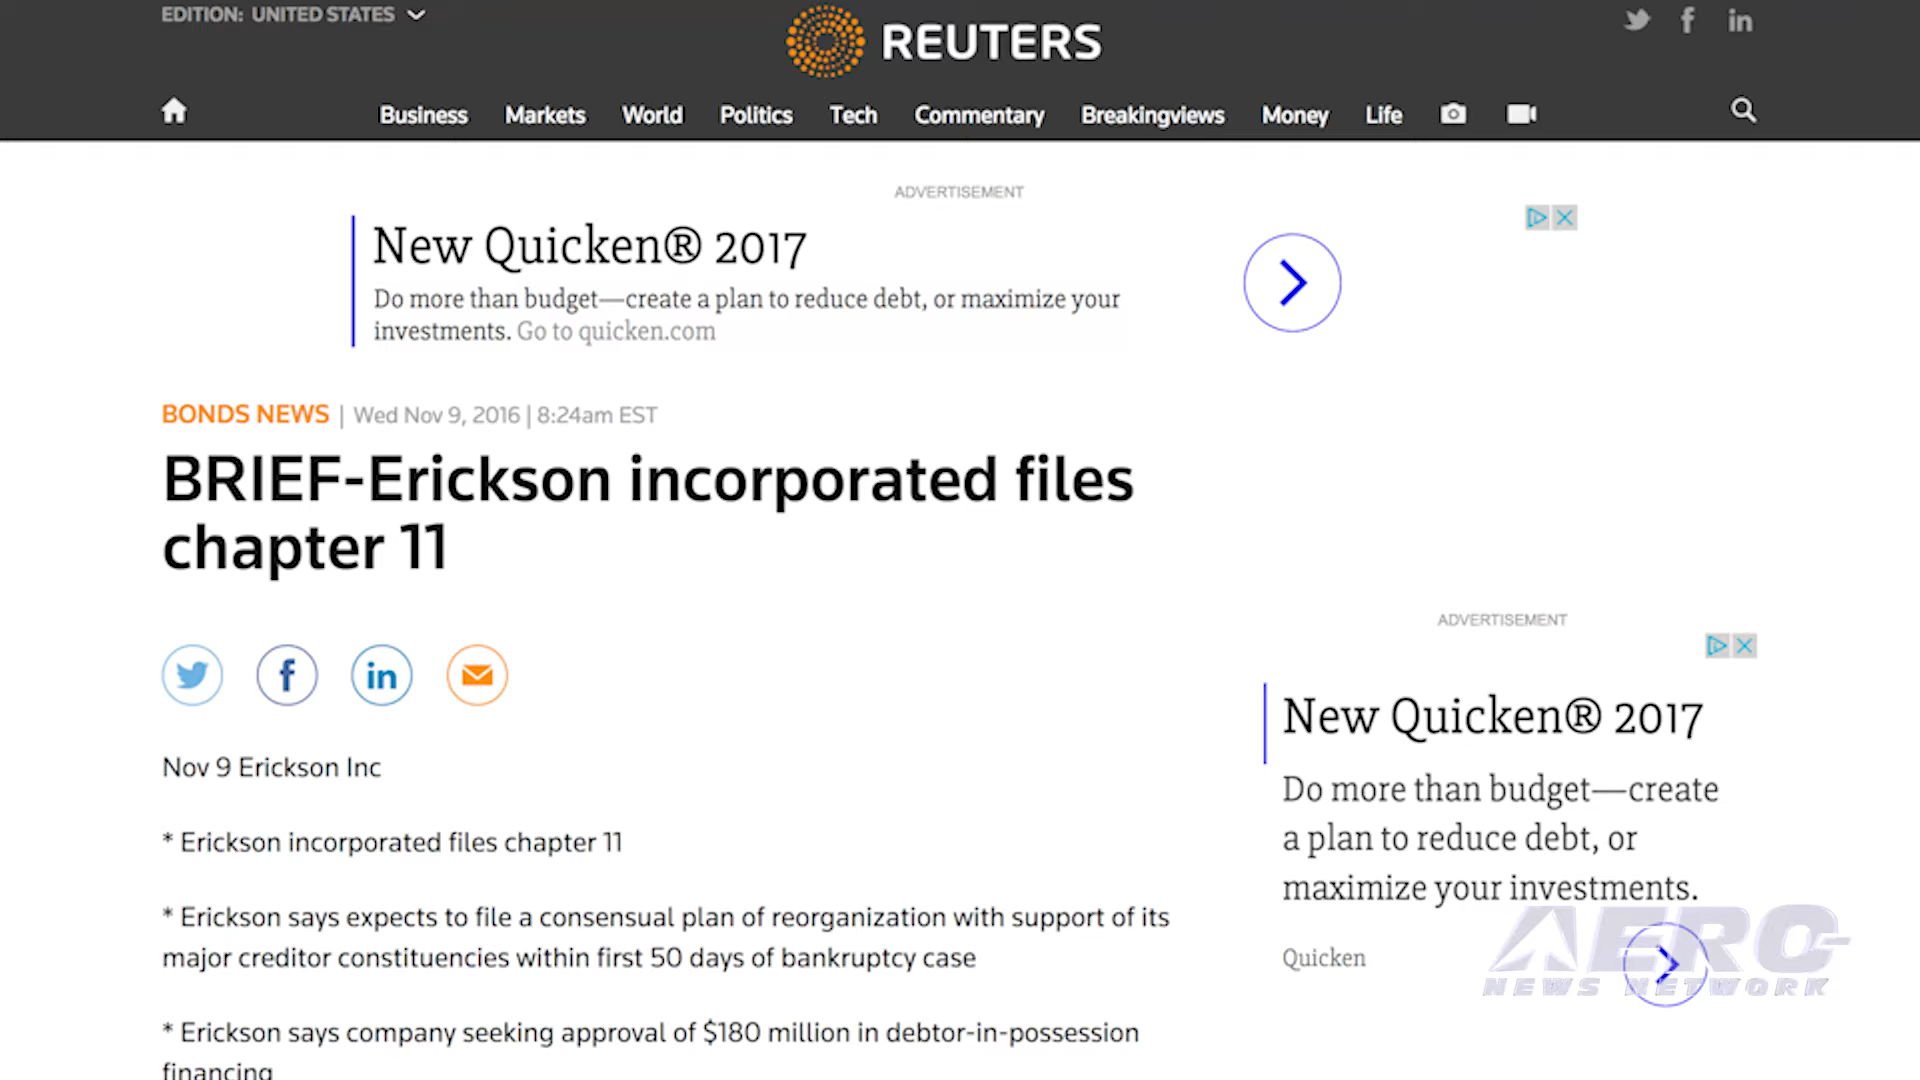 EDITION: UNITED STATES
REUTERS
Business Markets World Politics Tech Commentary Breakingviews Money Life
ADVERTISEMENT
New Quicken® 2017
Do more than budget—create a plan to reduce debt, or maximize your
investments. Go to quicken.com
BONDS NEWS | Wed Nov 9, 2016 | 8:24am EST
BRIEF-Erickson incorporated files
chapter 11
Nov 9 Erickson Inc
* Erickson incorporated files chapter 11
* Erickson says expects to file a consensual plan of reorganization with support of its
major creditor constituencies within first 50 days of bankruptcy case
* Erickson says company seeking approval of $180 million in debtor-in-possession
financing
ADVERTISEMENT
New Quicken® 2017
Do more than budget—create
a plan to reduce debt, or
maximize your investments.
Quicken
AERO-
NEWS NETWORK